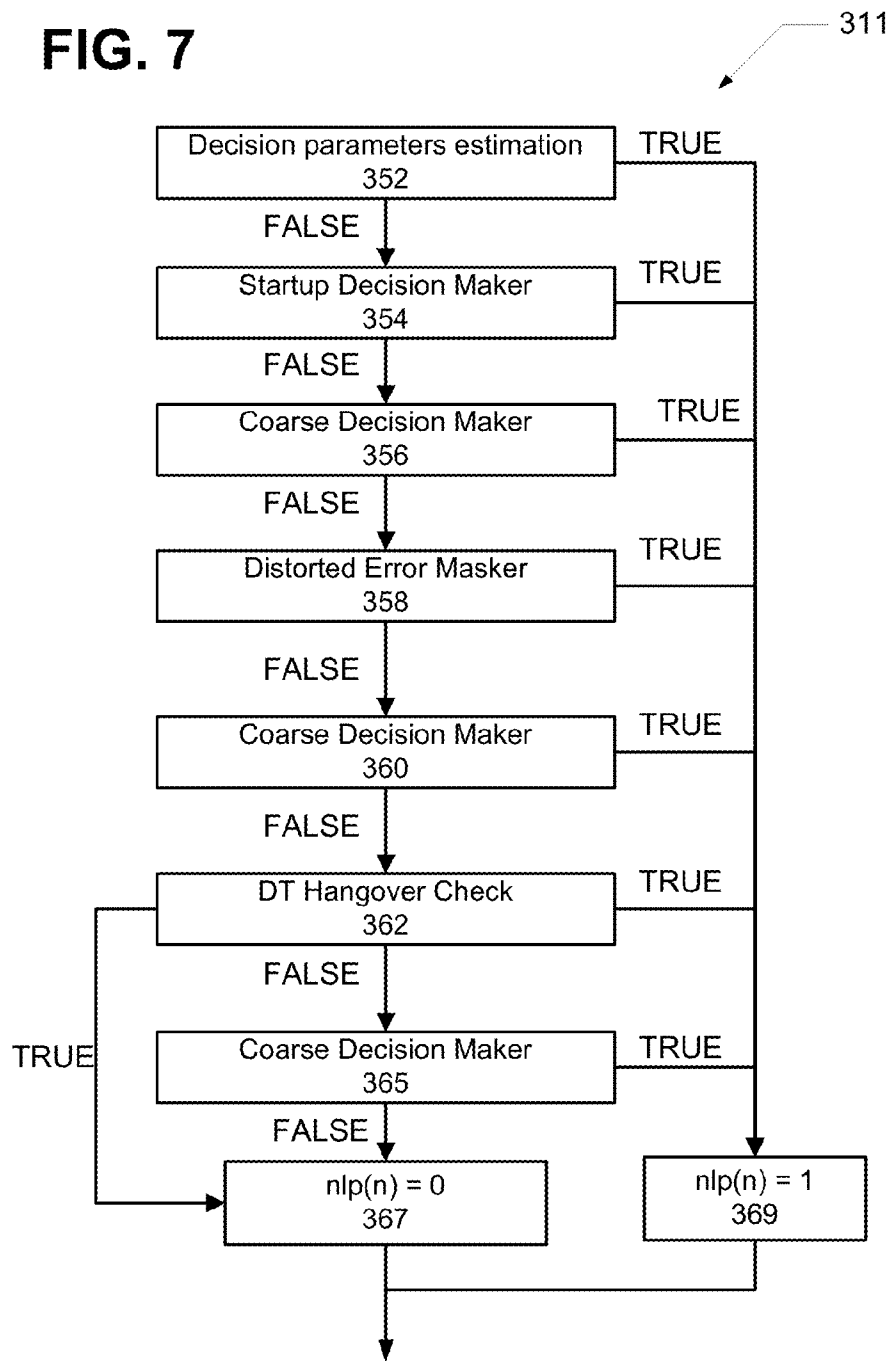 FIG. 7
311
Decision parameters estimation
352
TRUE
FALSE
Startup Decision Maker
354
TRUE
FALSE
Coarse Decision Maker
356
TRUE
FALSE
Distorted Error Masker
358
TRUE
FALSE
Coarse Decision Maker
360
TRUE
FALSE
DT Hangover Check
362
TRUE
FALSE
TRUE
Coarse Decision Maker
365
TRUE
FALSE
nlp(n) = 0
367
nlp(n) = 1
369